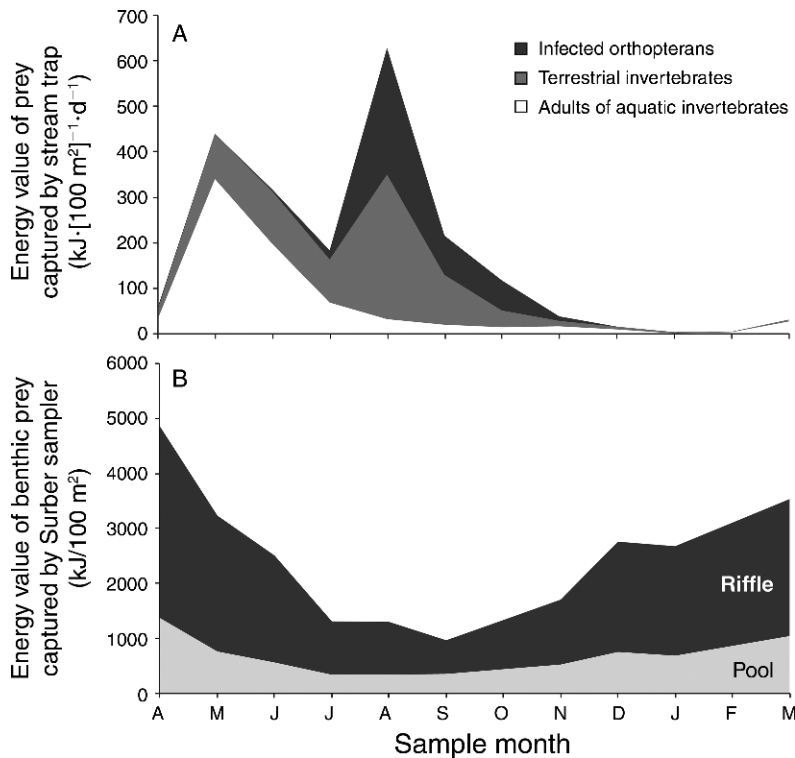 A
700
600
500
400
300
200
100
0
Energy value of prey
captured by stream trap
(kJ·[100 m²]⁻¹·d⁻¹)
Infected orthopterans
Terrestrial invertebrates
Adults of aquatic invertebrates
B
6000
5000
4000
3000
2000
1000
0
Energy value of benthic prey
captured by Surber sampler
(kJ/100 m²)
Riffle
Pool
A M J J A S O N D J F M
Sample month